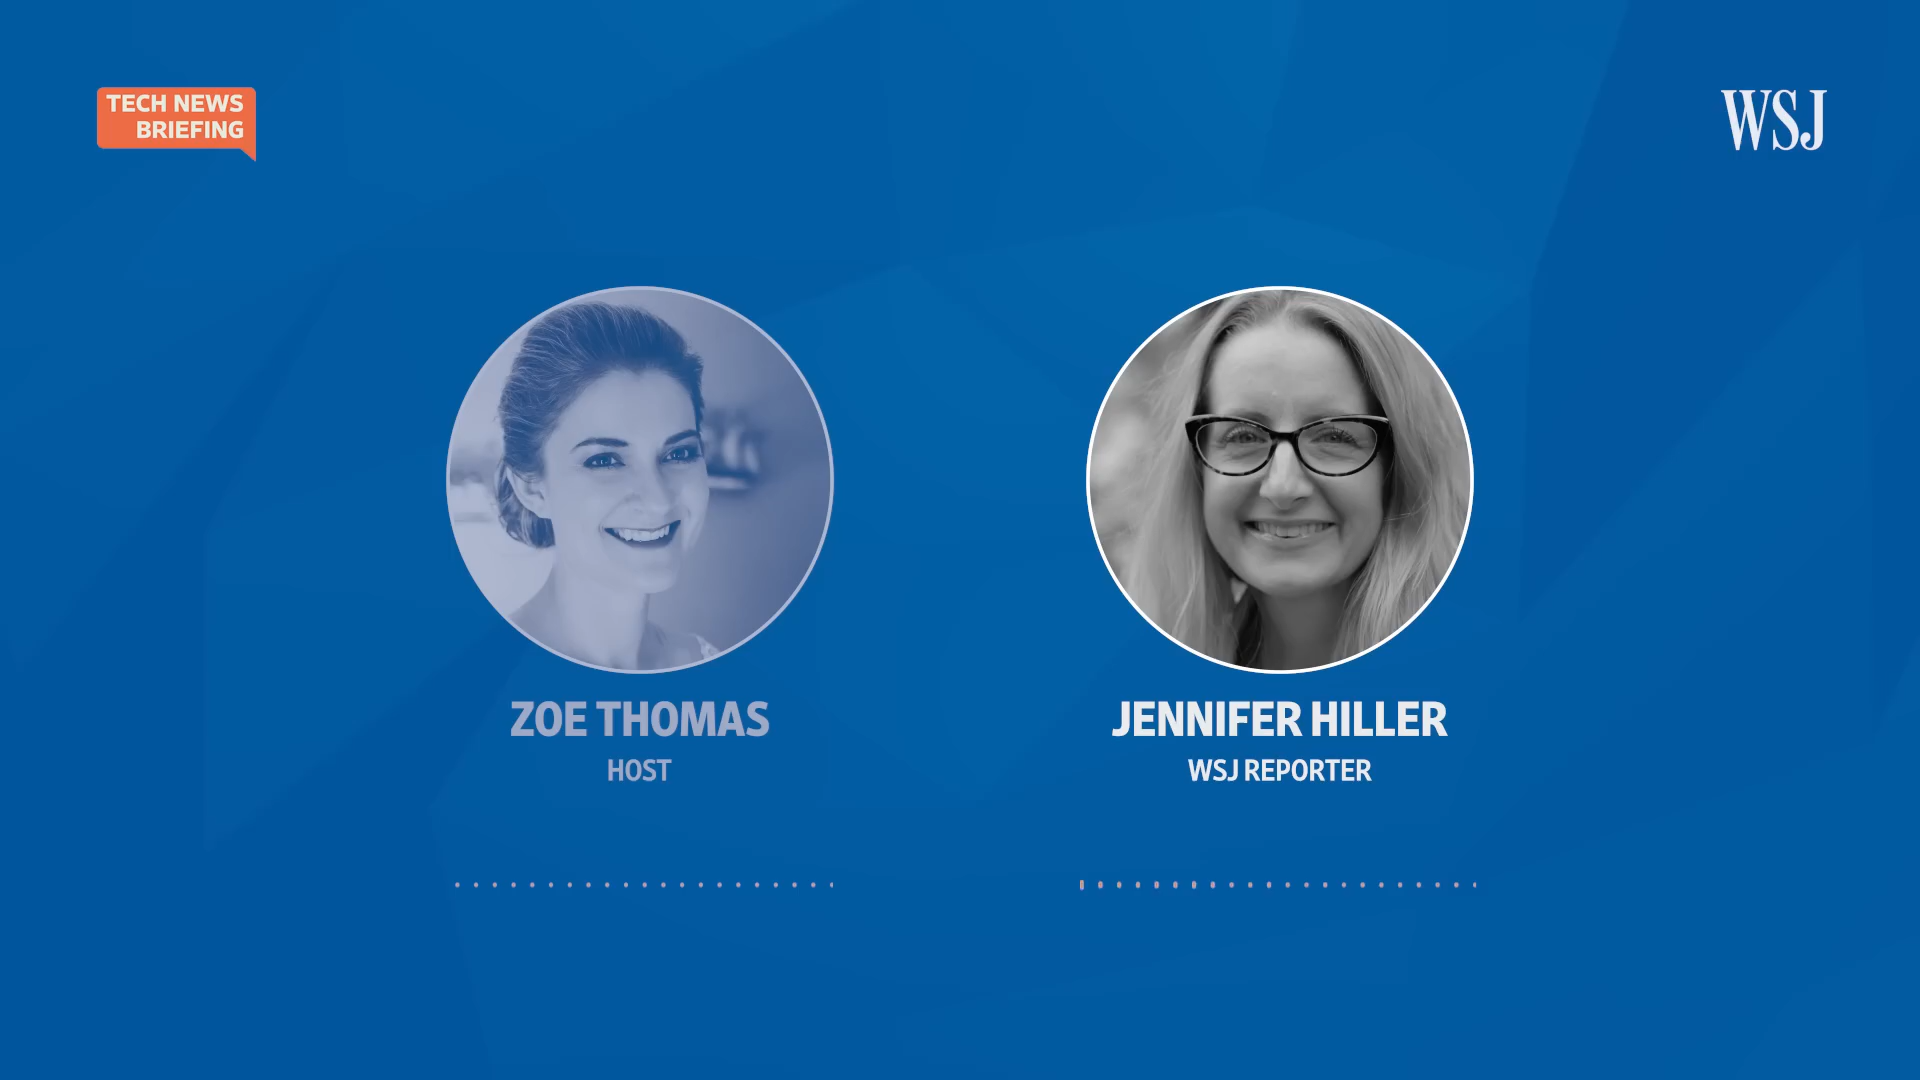 TECH NEWS
BRIEFING
WSJ
ZOE THOMAS
HOST
JENNIFER HILLER
WSJ REPORTER